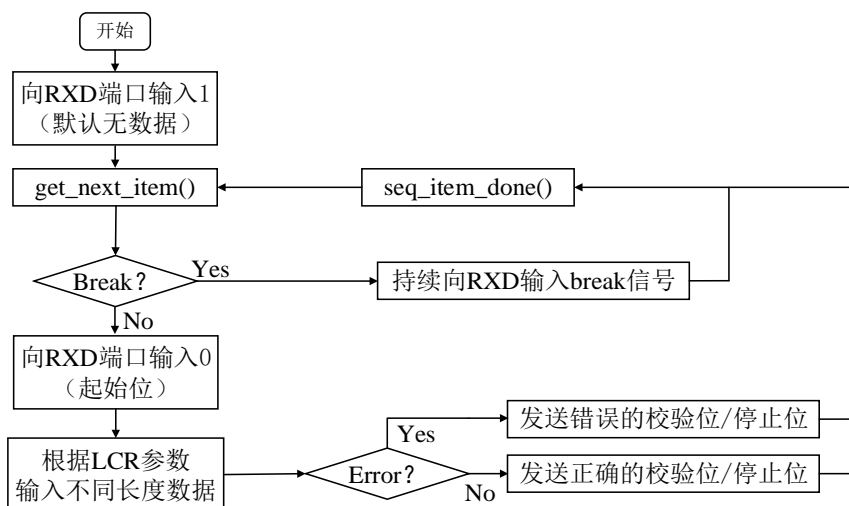 开始
向RXD端口输入1
（默认无数据）
get_next_item()
seq_item_done()
Break?
Yes
持续向RXD输入break信号
No
向RXD端口输入0
（起始位）
根据LCR参数
输入不同长度数据
Error?
Yes
发送错误的校验位/停止位
No
发送正确的校验位/停止位